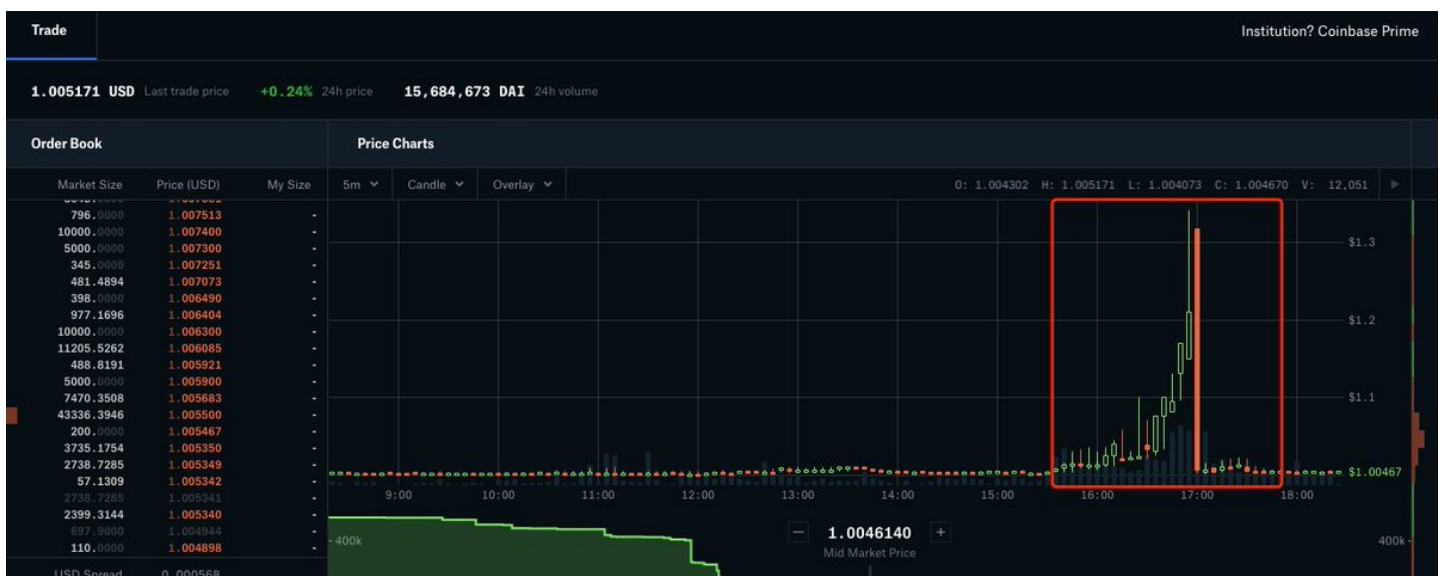 Trade
Institution? Coinbase Prime
1.005171 USD Last trade price +0.24% 24h price 15,684,673 DAI 24h volume
Order Book
Price Charts
Market Size Price (USD) My Size
5m Candle Overlay
O: 1.004302 H: 1.005171 L: 1.004073 C: 1.004670 V: 12,051
796.0000 1.007513 -
10000.0000 1.007400 -
5000.0000 1.007300 -
345.0000 1.007251 -
481.4894 1.007073 -
398.0000 1.006490 -
977.1696 1.006404 -
10000.0000 1.006300 -
11205.5262 1.006085 -
488.8191 1.005921 -
5000.0000 1.005900 -
7470.3508 1.005683 -
43336.3946 1.005500 -
200.0000 1.005467 -
3735.1754 1.005350 -
2738.7285 1.005349 -
57.1309 1.005342 -
2738.7285 1.005341 -
2399.3144 1.005340 -
697.9000 1.004944 -
110.0000 1.004898 -
USD Spread 0.000568
$1.3
$1.2
$1.1
$1.00467
9:00 10:00 11:00 12:00 13:00 14:00 15:00 16:00 17:00 18:00
- 1.0046140 +
Mid Market Price
400k
400k